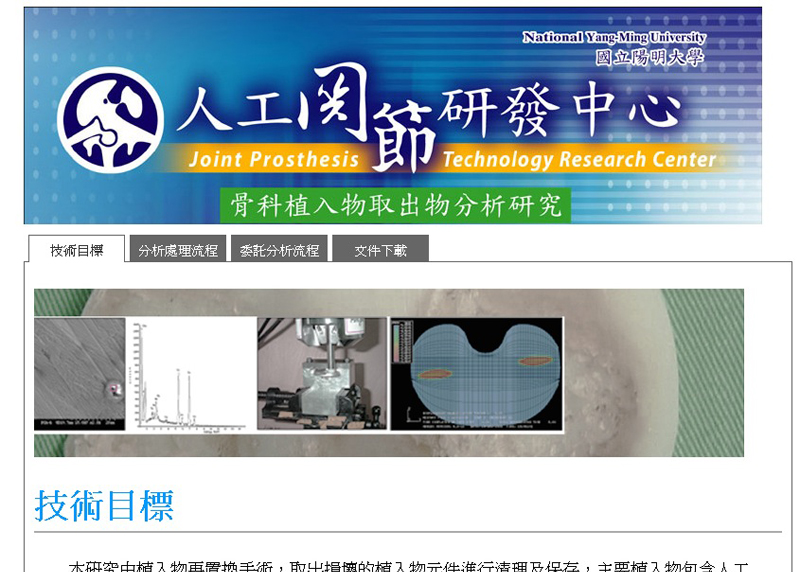 National Yang-Ming University
國立陽明大學
人工関節研發中心
Joint Prosthesis Technology Research Center
骨科植入物取出物分析研究
技術目標
分析處理流程
委託分析流程
文件下載
技術目標
本研究由植入物再置換手術，取出損壞的植入物元件進行清理及保存，主要植入物包含人工